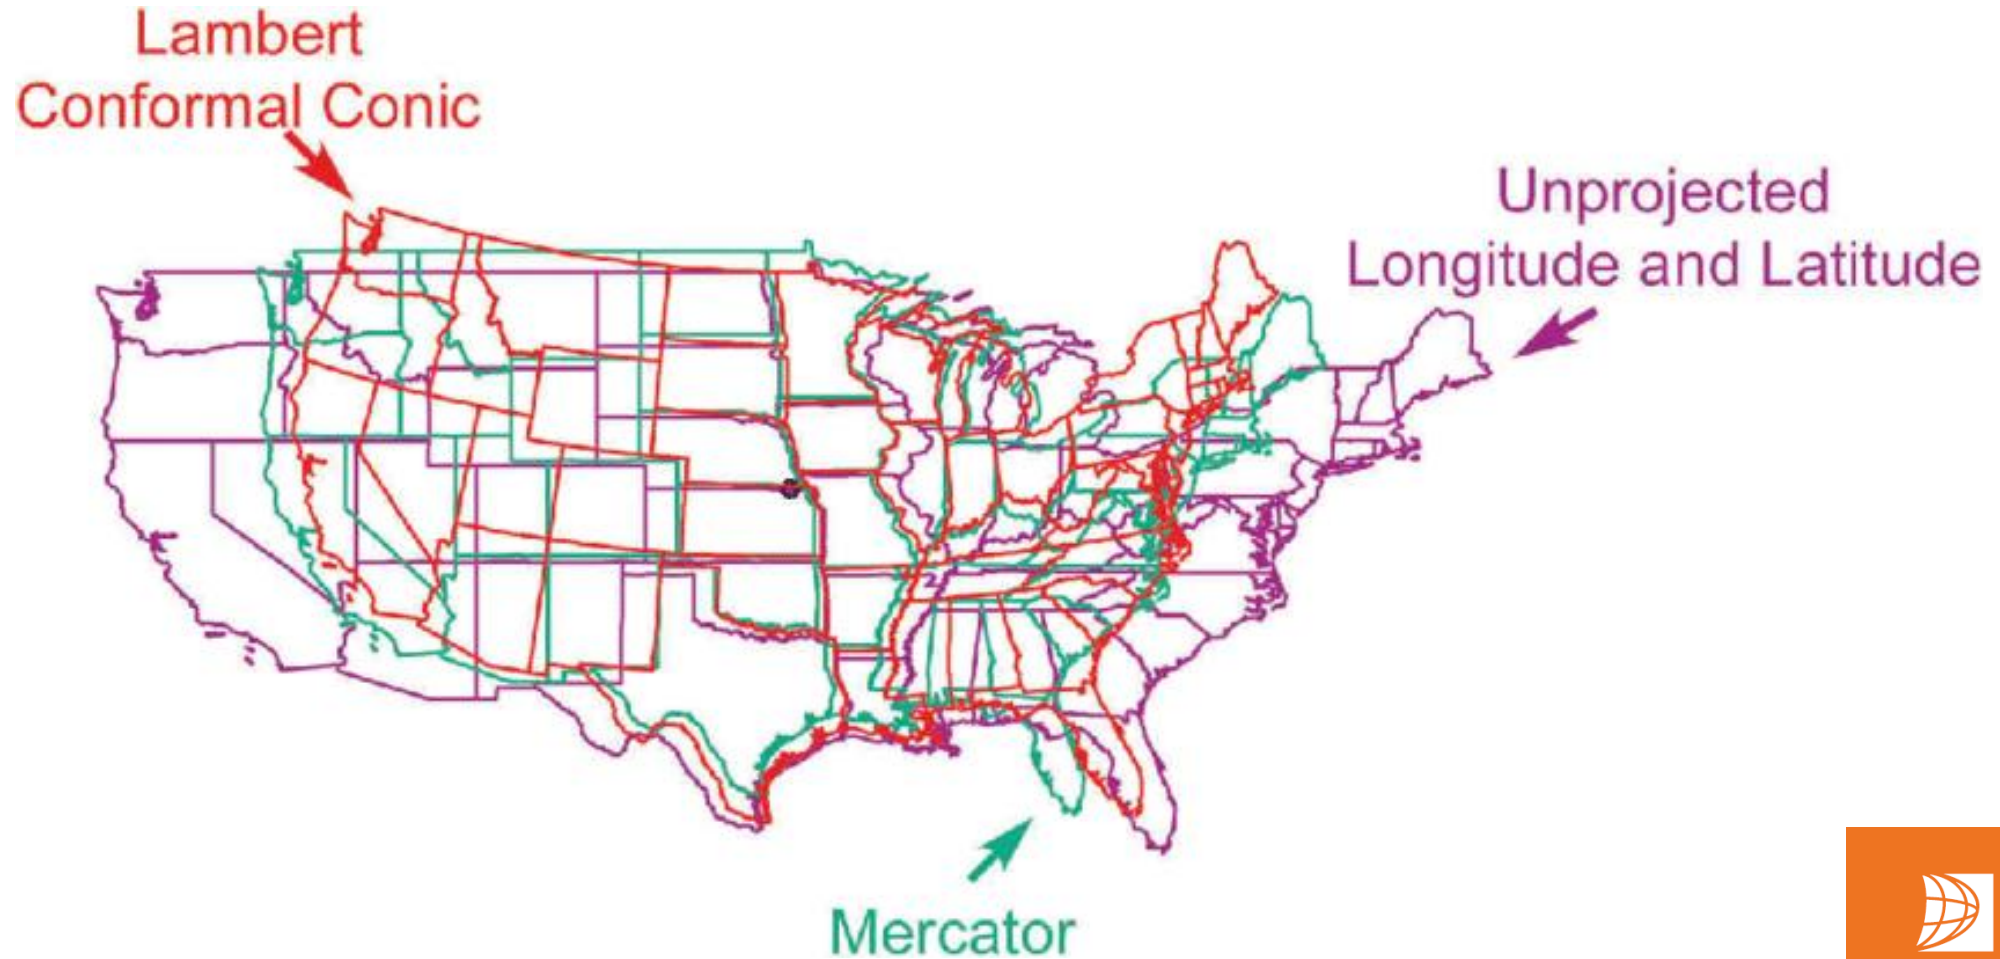 Lambert
Conformal Conic
Unprojected
Longitude and Latitude
Mercator